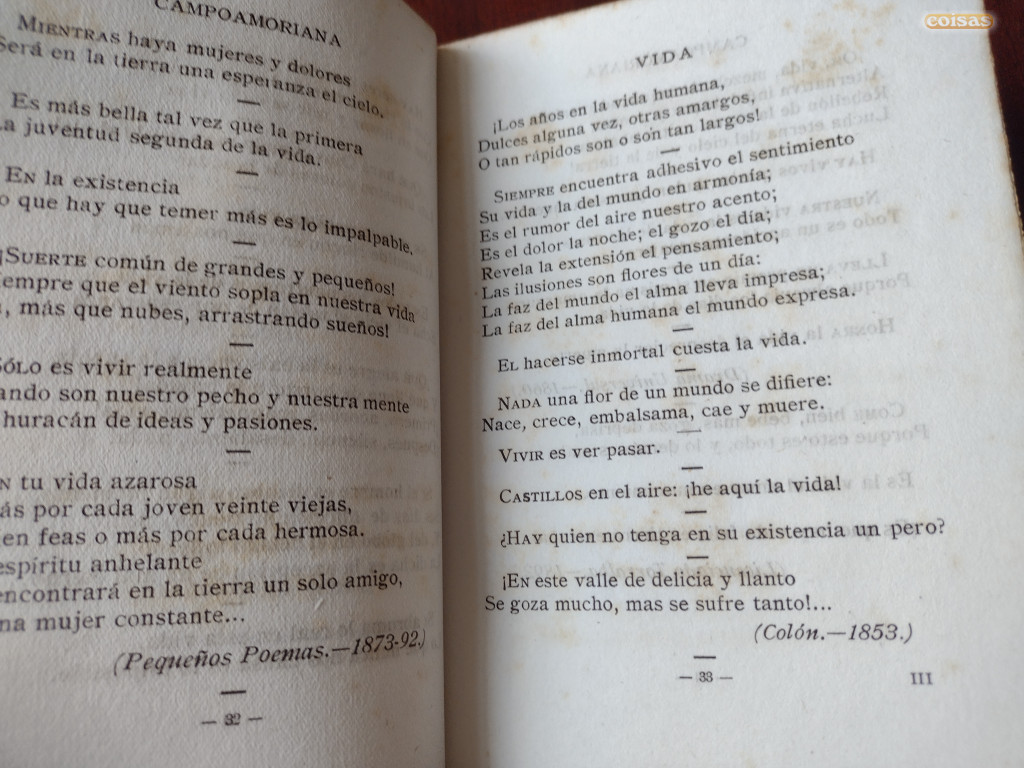 CAMPOAMORIANA
MIENTRAS haya mujeres y dolores
Será en la tierra una esperanza el cielo.
Es más bella tal vez que la primera
La juventud segunda de la vida.
EN la existencia
o que hay que temer más es lo impalpable.
¡SUERTE común de grandes y pequeños!
iempre que el viento sopla en nuestra vida
, más que nubes, arrastrando sueños!
SÓLO es vivir realmente
ando son nuestro pecho y nuestra mente
huracán de ideas y pasiones.
EN tu vida azarosa
ás por cada joven veinte viejas,
en feas o más por cada hermosa.
espíritu anhelante
encontrará en la tierra un solo amigo,
na mujer constante...
(Pequeños Poemas.—1873-92.)
— 32 —
VIDA
¡Los años en la vida humana,
Dulces alguna vez, otras amargos,
O tan rápidos son o son tan largos!
SIEMPRE encuentra adhesivo el sentimiento
Su vida y la del mundo en armonía;
Es el rumor del aire nuestro acento;
Es el dolor la noche; el gozo el día;
Revela la extensión el pensamiento;
Las ilusiones son flores de un día:
La faz del mundo el alma lleva impresa;
La faz del alma humana el mundo expresa.
EL hacerse inmortal cuesta la vida.
NADA una flor de un mundo se difiere:
Nace, crece, embalsama, cae y muere.
VIVIR es ver pasar.
CASTILLOS en el aire: ¡he aquí la vida!
¿HAY quien no tenga en su existencia un pero?
¡EN este valle de delicia y llanto
Se goza mucho, mas se sufre tanto!...
(Colón.—1853.)
— 33 —
III
coisas